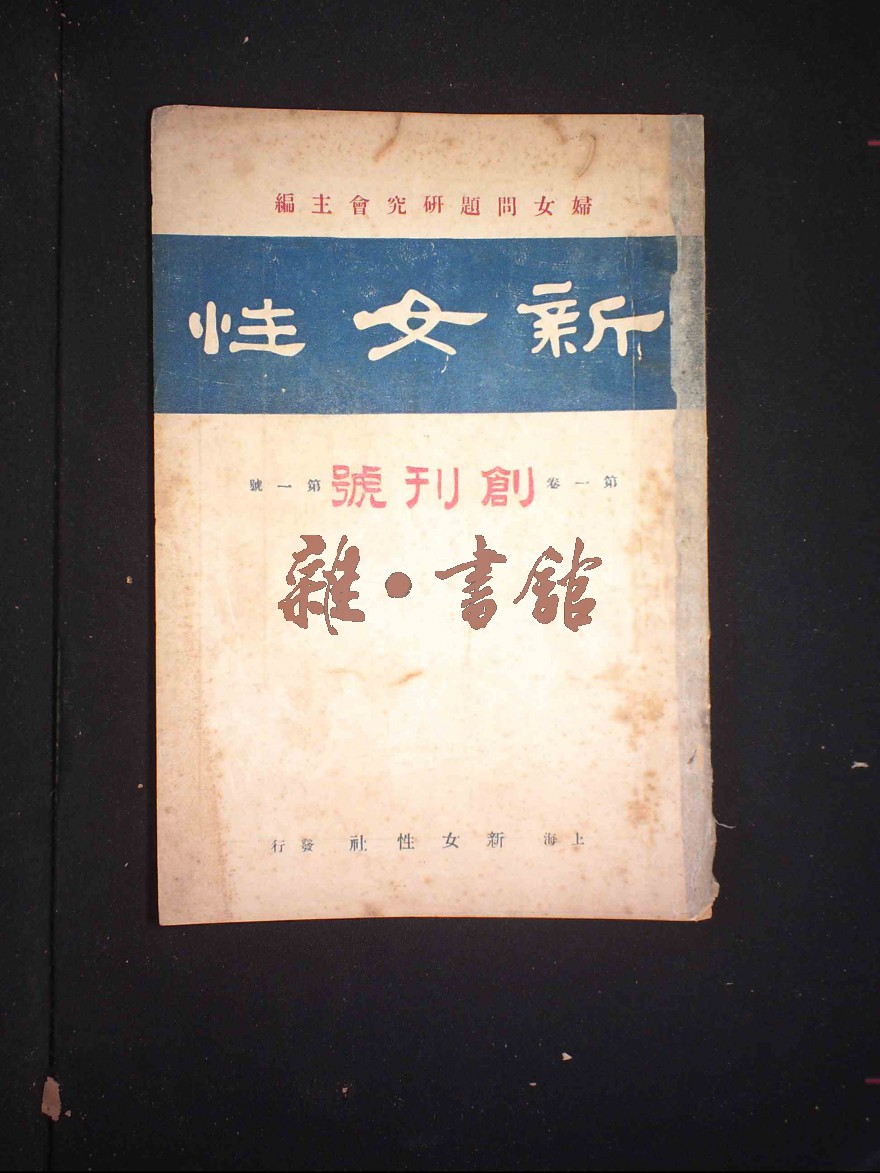 婦女問題研究會主編
新女性
第一卷 創刊號 第一號
雜·書館
上海 新女性社 發行